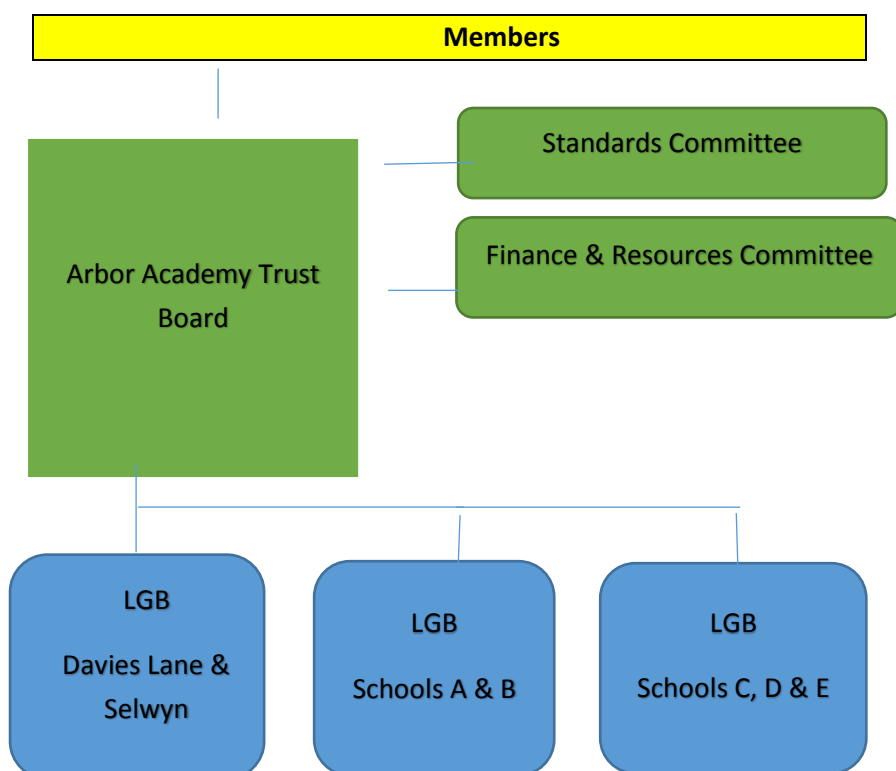 Members
Standards Committee
Finance & Resources Committee
Arbor Academy Trust
Board
LGB
Davies Lane &
Selwyn
LGB
Schools A & B
LGB
Schools C, D & E